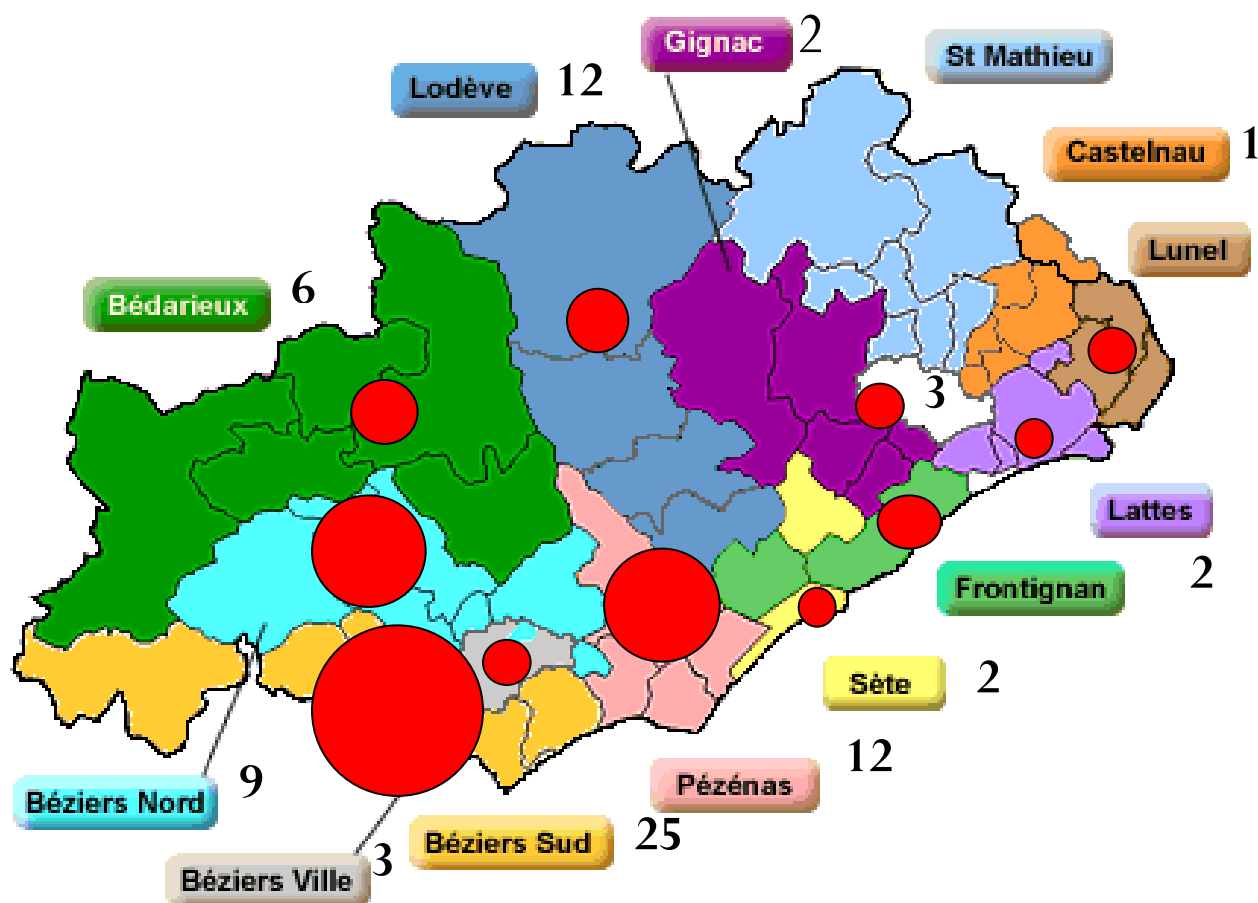 Gignac 2
St Mathieu
Lodève 12
Castelnau 1
Lunel
Bédarieux 6
3
Lattes
2
Frontignan
Sète 2
Pézénas 12
Béziers Nord 9
Béziers Sud 25
Béziers Ville 3